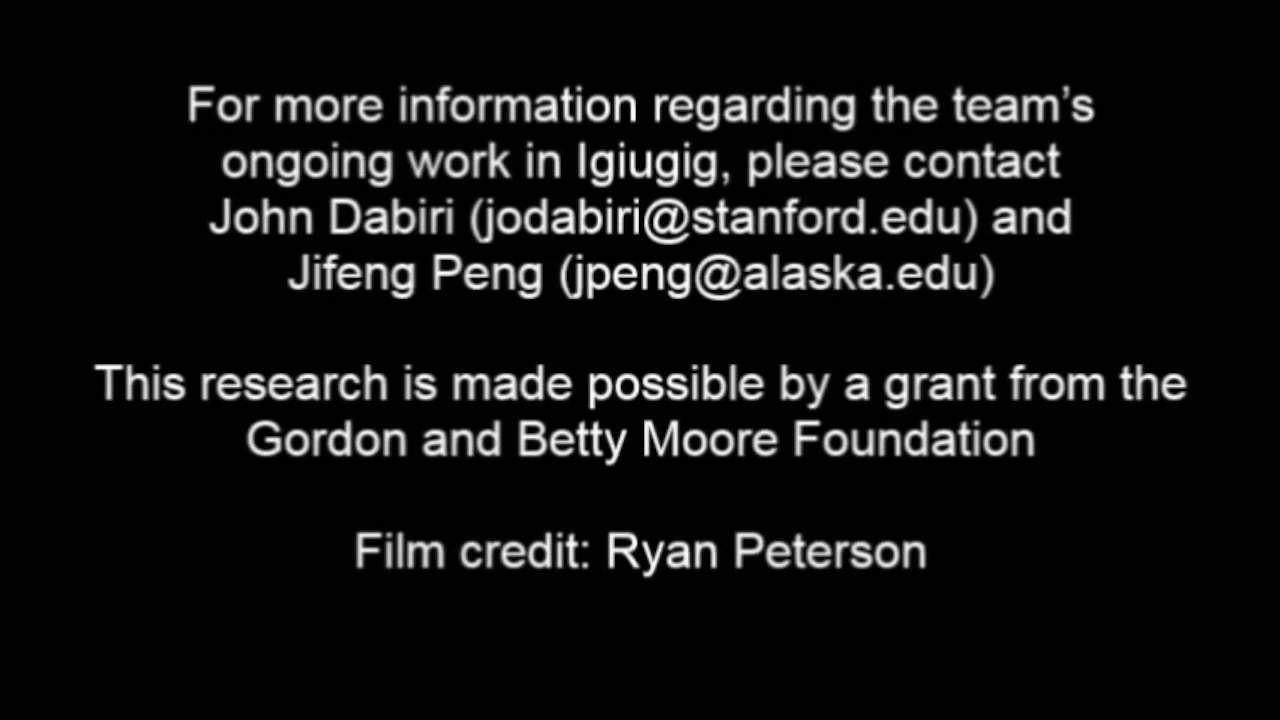 For more information regarding the team’s
ongoing work in Igiugig, please contact
John Dabiri (jodabiri@stanford.edu) and
Jifeng Peng (jpeng@alaska.edu)
This research is made possible by a grant from the
Gordon and Betty Moore Foundation
Film credit: Ryan Peterson